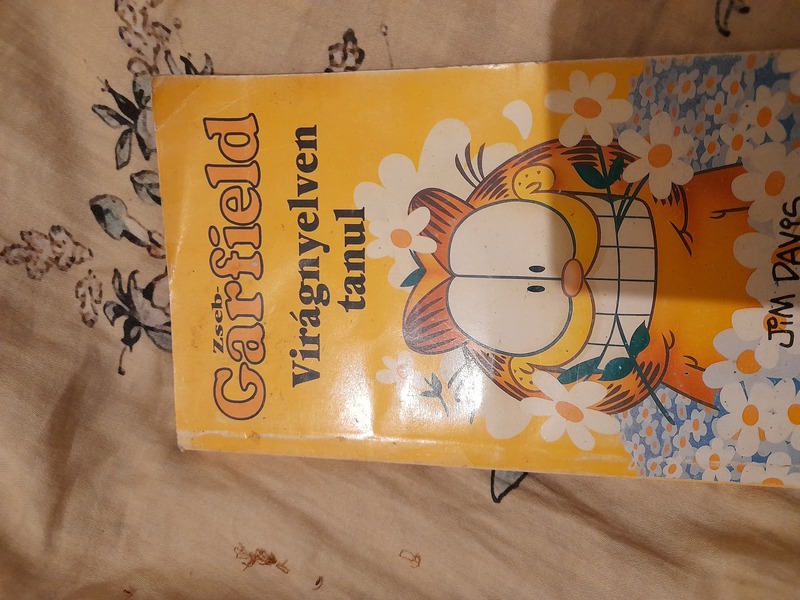 Zseb-
Garfield
Virágnyelven
tanul
JIM DAVIS